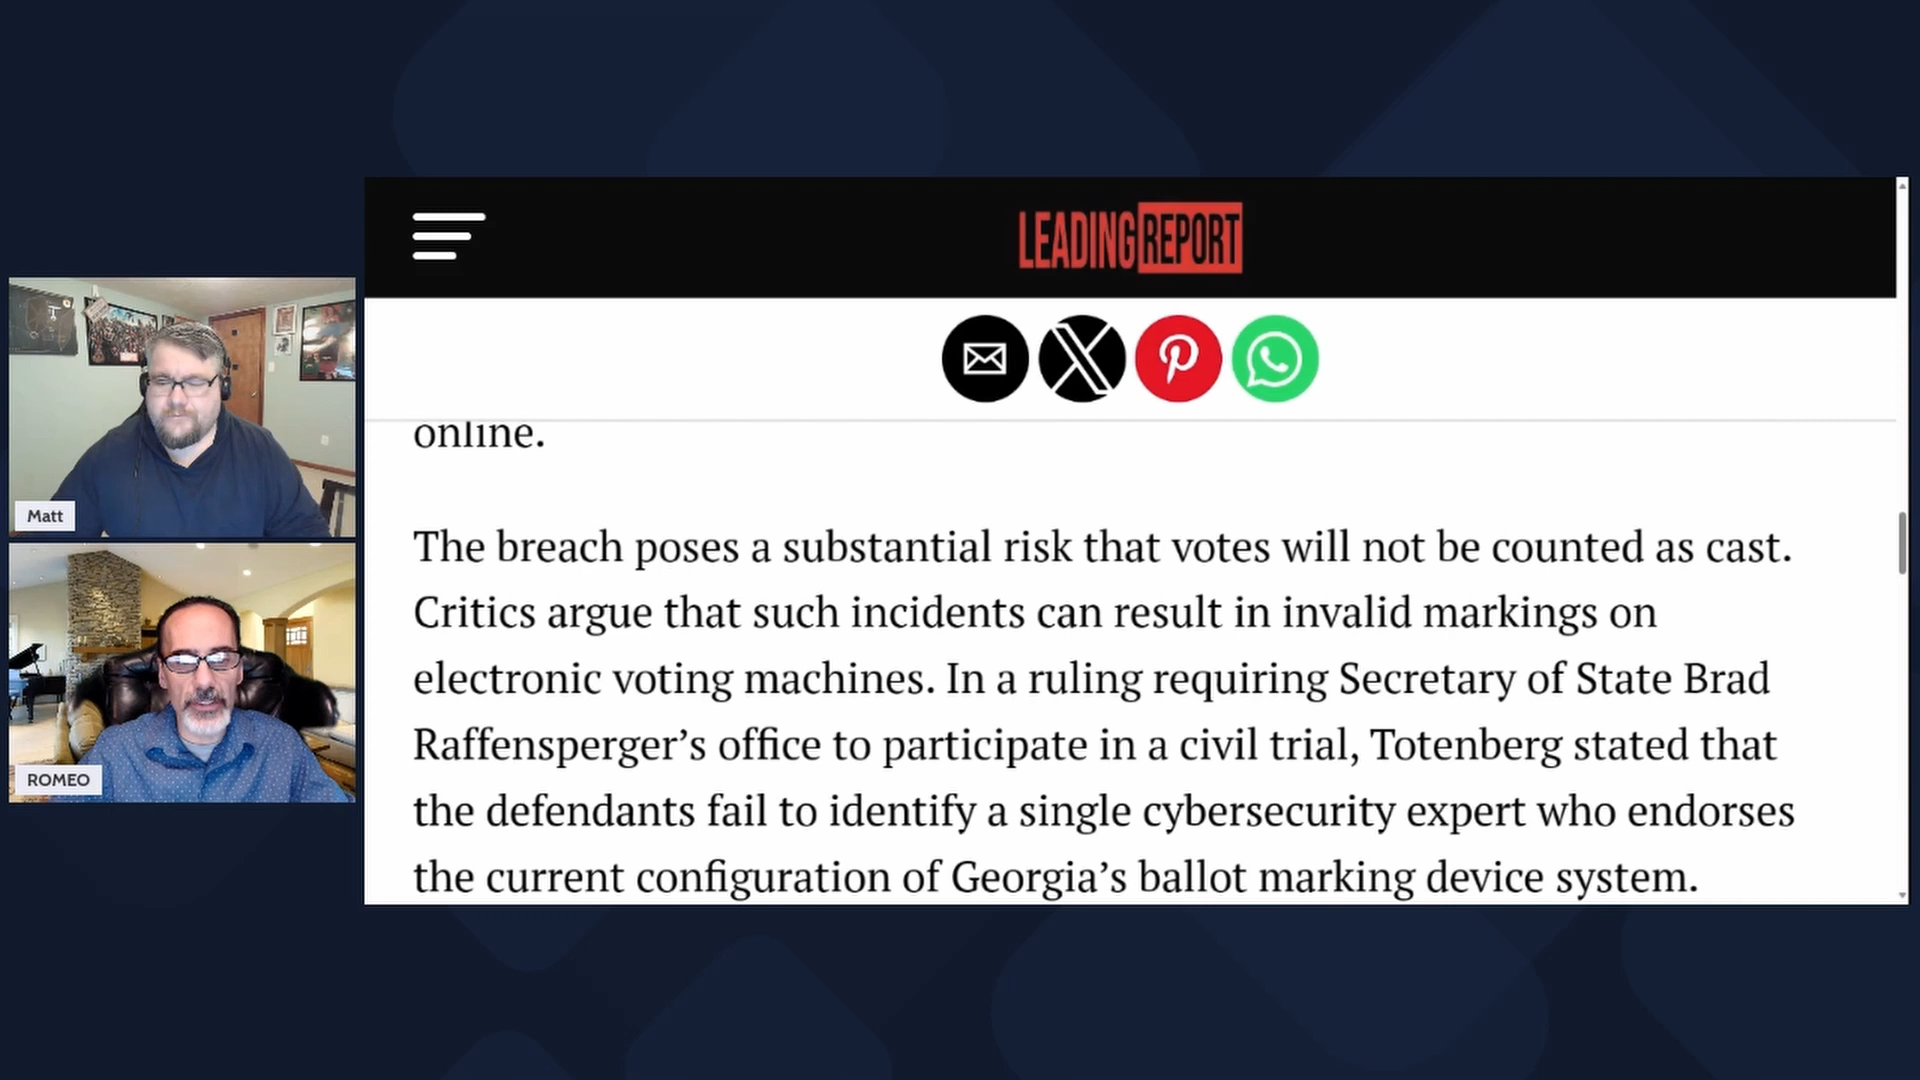 LEADING REPORT
online.
The breach poses a substantial risk that votes will not be counted as cast.
Critics argue that such incidents can result in invalid markings on
electronic voting machines. In a ruling requiring Secretary of State Brad
Raffensperger’s office to participate in a civil trial, Totenberg stated that
the defendants fail to identify a single cybersecurity expert who endorses
the current configuration of Georgia’s ballot marking device system.
Matt
ROMEO